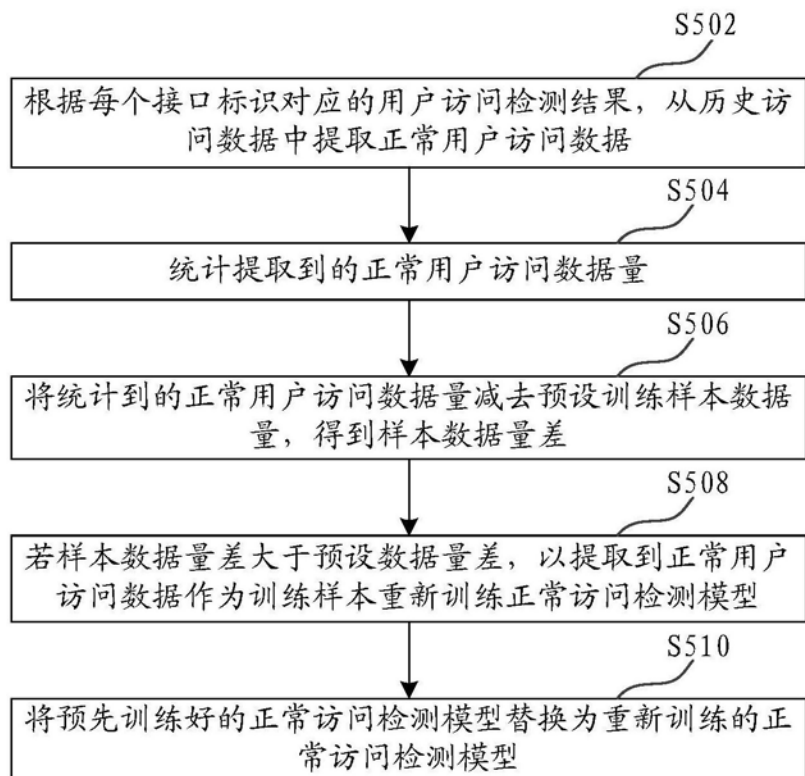 S502
根据每个接口标识对应的用户访问检测结果，从历史访
问数据中提取正常用户访问数据
S504
统计提取到的正常用户访问数据量
S506
将统计到的正常用户访问数据量减去预设训练样本数据
量，得到样本数据量差
S508
若样本数据量差大于预设数据量差，以提取到正常用户
访问数据作为训练样本重新训练正常访问检测模型
S510
将预先训练好的正常访问检测模型替换为重新训练的正
常访问检测模型